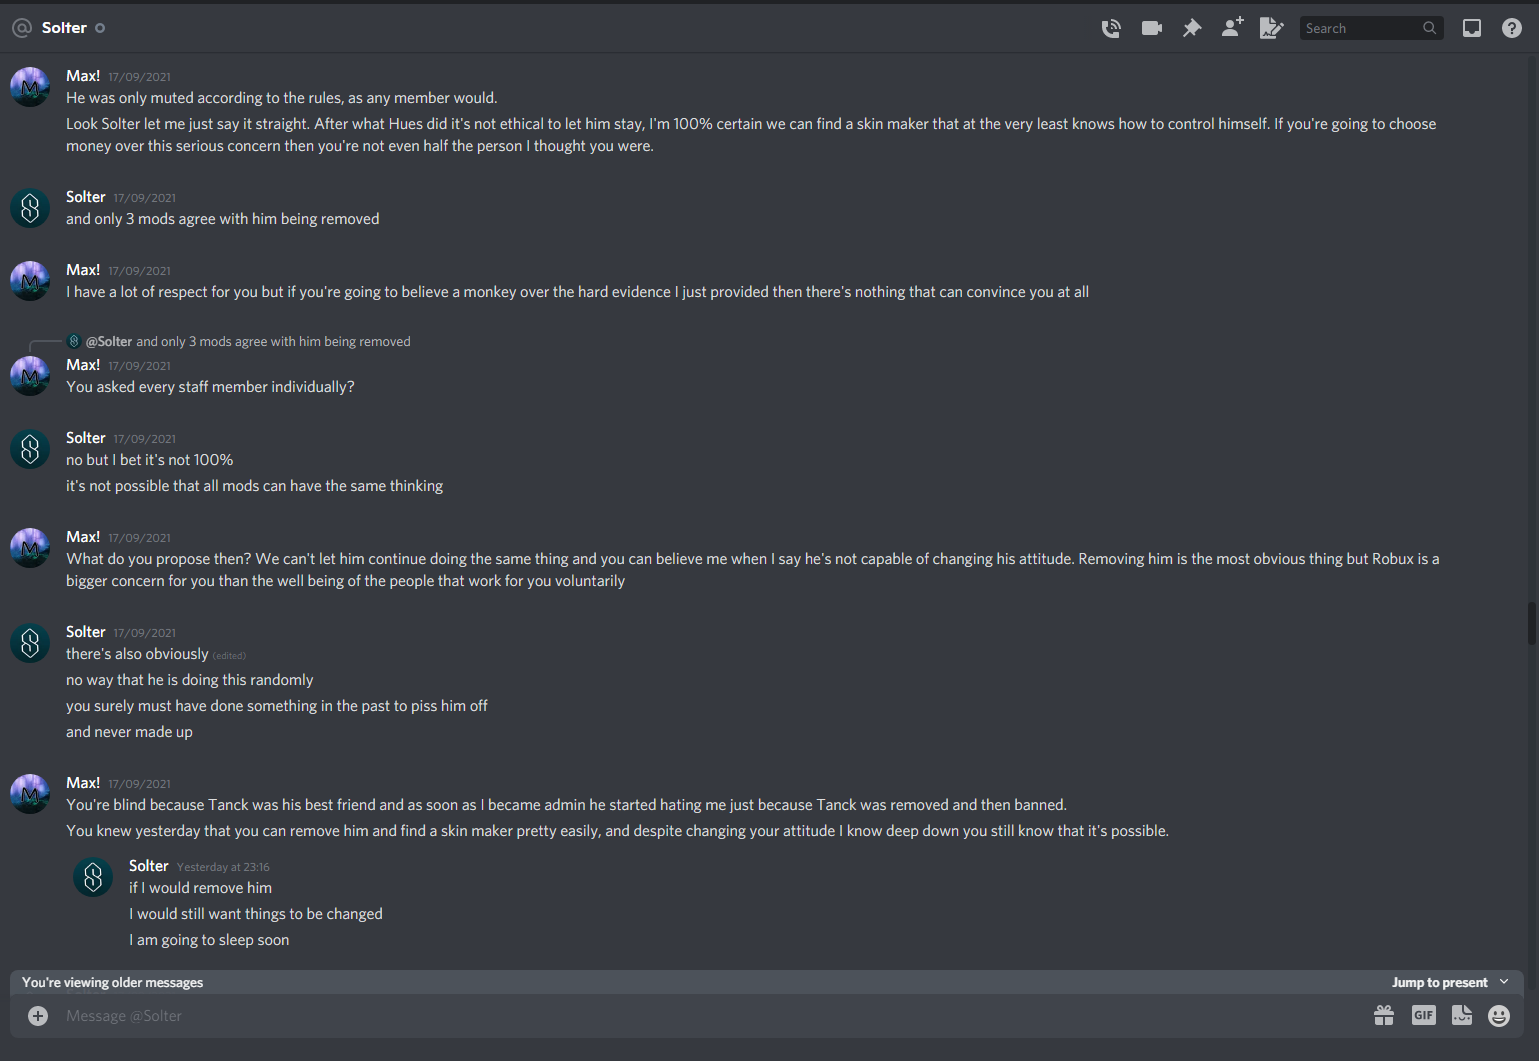 Solter
Search
Max! 17/09/2021
He was only muted according to the rules, as any member would.
Look Solter let me just say it straight. After what Hues did it's not ethical to let him stay, I'm 100% certain we can find a skin maker that at the very least knows how to control himself. If you're going to choose
money over this serious concern then you're not even half the person I thought you were.
Solter 17/09/2021
and only 3 mods agree with him being removed
Max! 17/09/2021
I have a lot of respect for you but if you're going to believe a monkey over the hard evidence I just provided then there's nothing that can convince you at all
@Solter and only 3 mods agree with him being removed
Max! 17/09/2021
You asked every staff member individually?
Solter 17/09/2021
no but I bet it's not 100%
it's not possible that all mods can have the same thinking
Max! 17/09/2021
What do you propose then? We can't let him continue doing the same thing and you can believe me when I say he's not capable of changing his attitude. Removing him is the most obvious thing but Robux is a
bigger concern for you than the well being of the people that work for you voluntarily
Solter 17/09/2021
there's also obviously (edited)
no way that he is doing this randomly
you surely must have done something in the past to piss him off
and never made up
Max! 17/09/2021
You're blind because Tanck was his best friend and as soon as I became admin he started hating me just because Tanck was removed and then banned.
You knew yesterday that you can remove him and find a skin maker pretty easily, and despite changing your attitude I know deep down you still know that it's possible.
Solter Yesterday at 23:16
if I would remove him
I would still want things to be changed
I am going to sleep soon
You're viewing older messages
Jump to present
Message @Solter
GIF